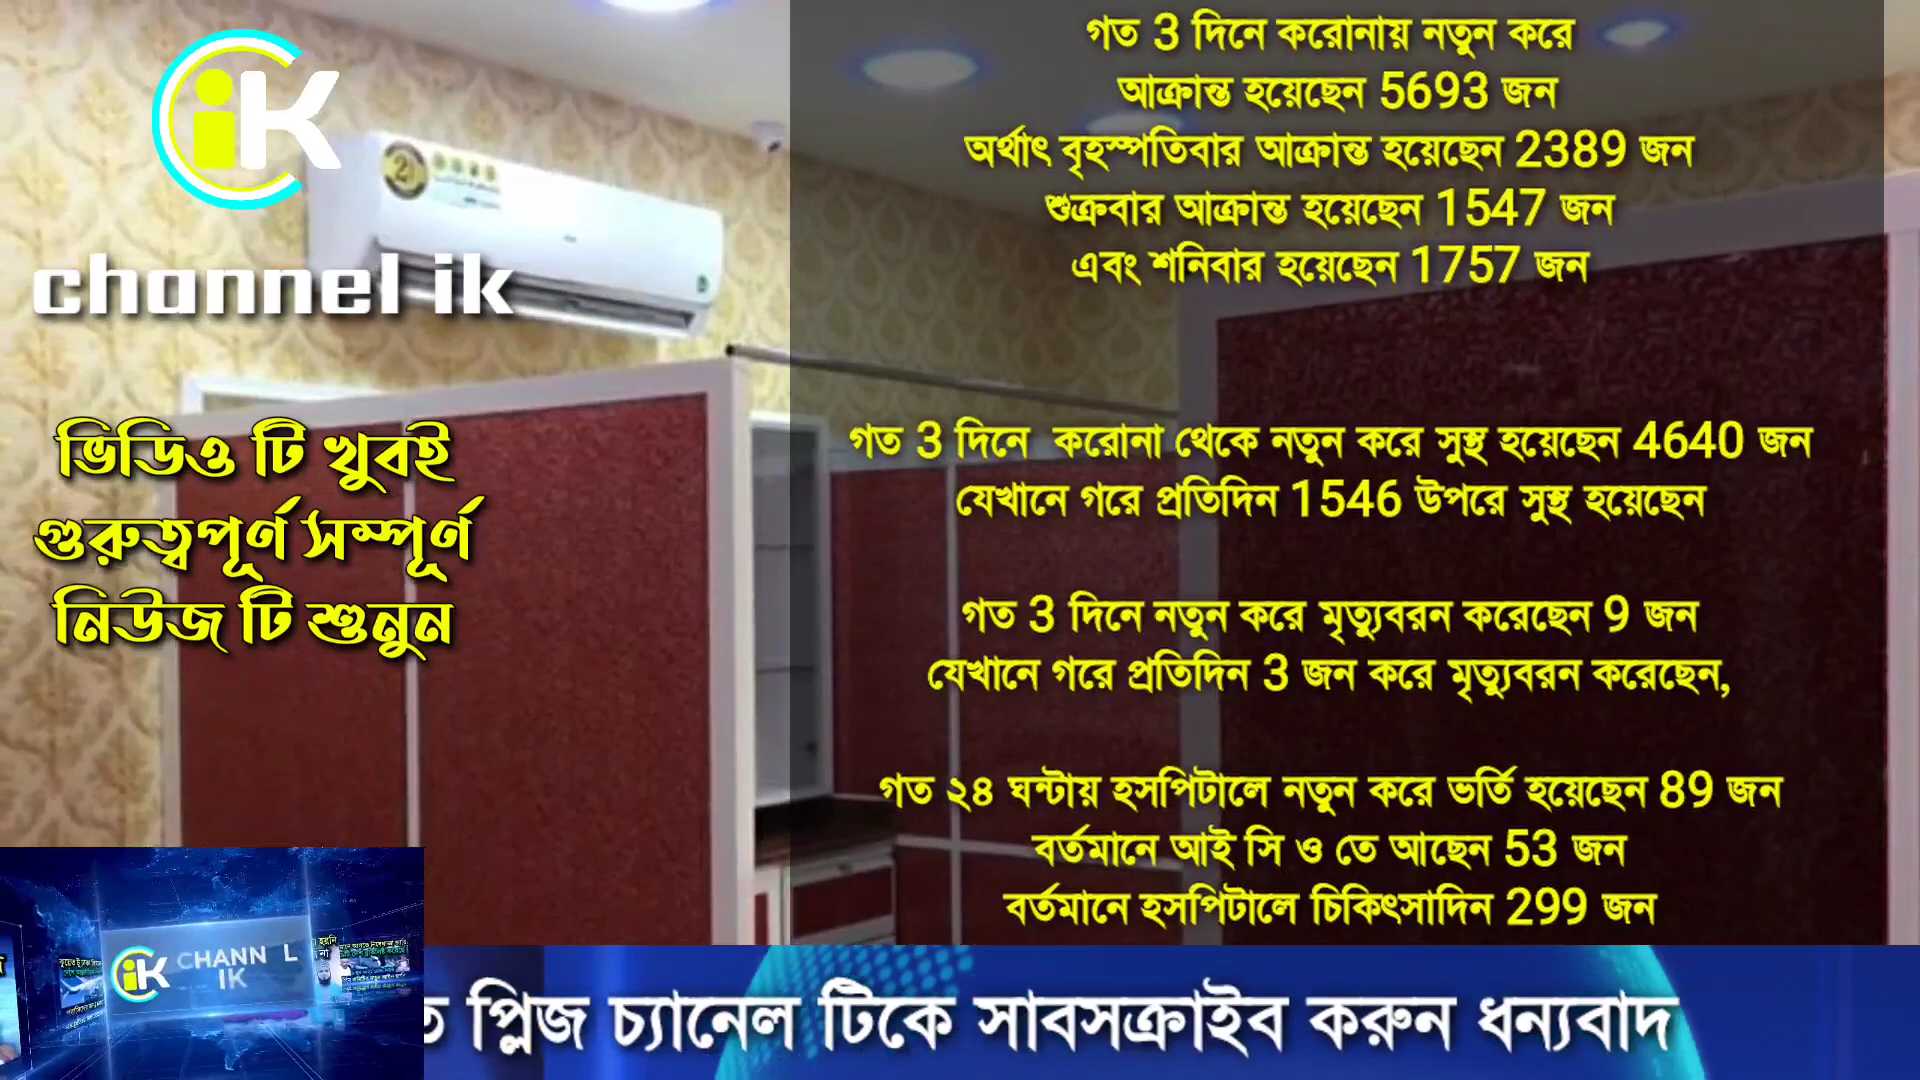 iK
channel ik
ভিডিও টি খুবই
গুরুত্বপূর্ণ সম্পূর্ণ
নিউজ টি শুনুন
গত 3 দিনে করোনায় নতুন করে
আক্রান্ত হয়েছেন 5693 জন
অর্থাৎ বৃহস্পতিবার আক্রান্ত হয়েছেন 2389 জন
শুক্রবার আক্রান্ত হয়েছেন 1547 জন
এবং শনিবার হয়েছেন 1757 জন
গত 3 দিনে করোনা থেকে নতুন করে সুস্থ হয়েছেন 4640 জন
যেখানে গরে প্রতিদিন 1546 উপরে সুস্থ হয়েছেন
গত 3 দিনে নতুন করে মৃত্যুবরন করেছেন 9 জন
যেখানে গরে প্রতিদিন 3 জন করে মৃত্যুবরন করেছেন,
গত ২৪ ঘন্টায় হসপিটালে নতুন করে ভর্তি হয়েছেন 89 জন
বর্তমানে আই সি ও তে আছেন 53 জন
বর্তমানে হসপিটালে চিকিৎসাদিন 299 জন
iK CHANN L
IK
ত প্লিজ চ্যানেল টিকে সাবসক্রাইব করুন ধন্যবাদ